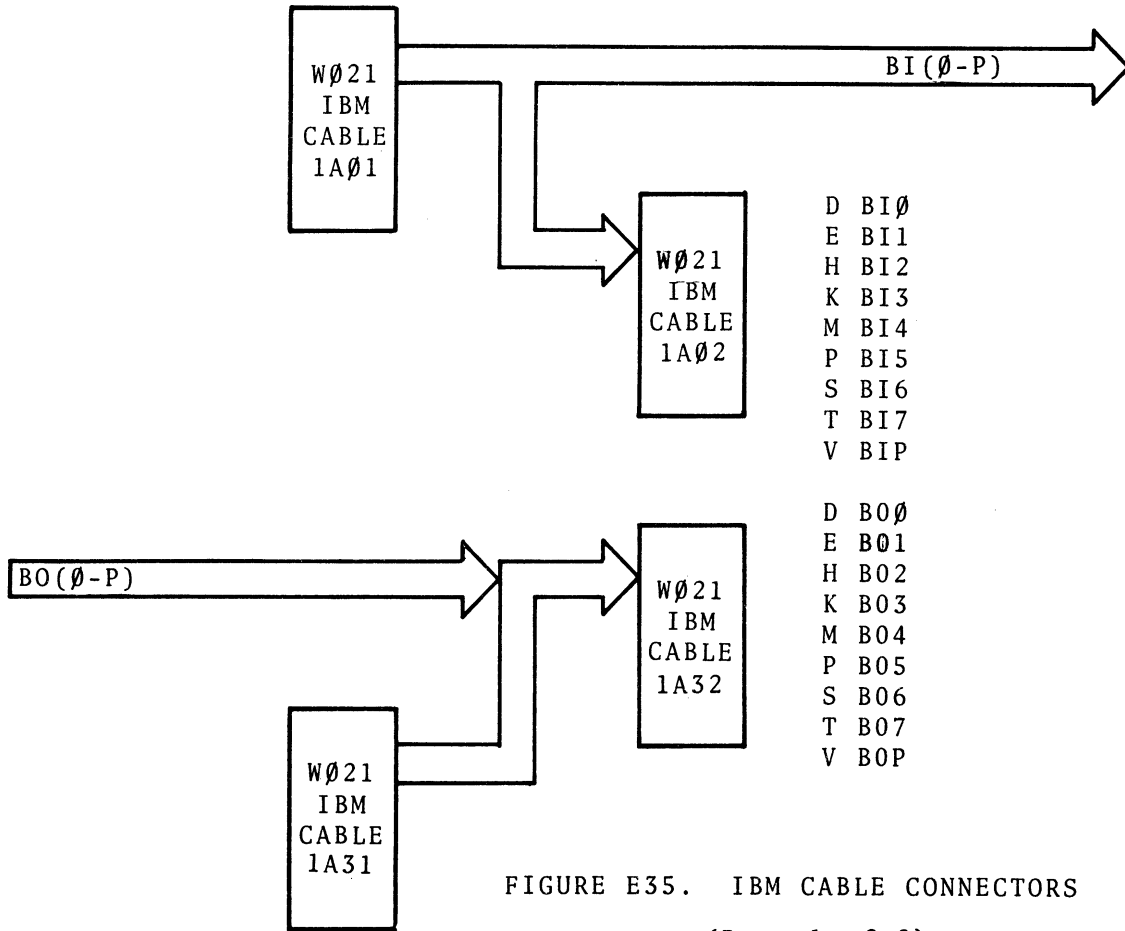 WØ21
IBM
CABLE
1AØ1
BI(Ø-P)
WØ21
IBM
CABLE
1AØ2
D BIØ
E BI1
H BI2
K BI3
M BI4
P BI5
S BI6
T BI7
V BIP
BO(Ø-P)
WØ21
IBM
CABLE
1A32
D BOØ
E BO1
H BO2
K BO3
M BO4
P BO5
S BO6
T BO7
V BOP
WØ21
IBM
CABLE
1A31
FIGURE E35. IBM CABLE CONNECTORS